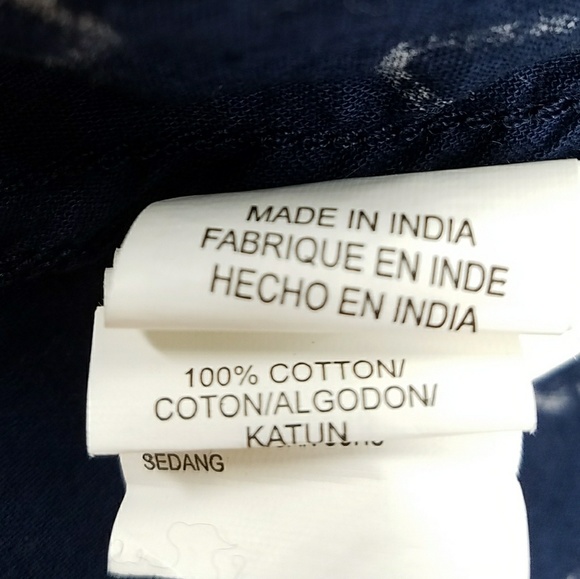 MADE IN INDIA
FABRIQUE EN INDE
HECHO EN INDIA
100% COTTON/
COTON/ALGODON/
KATUN
SEDANG